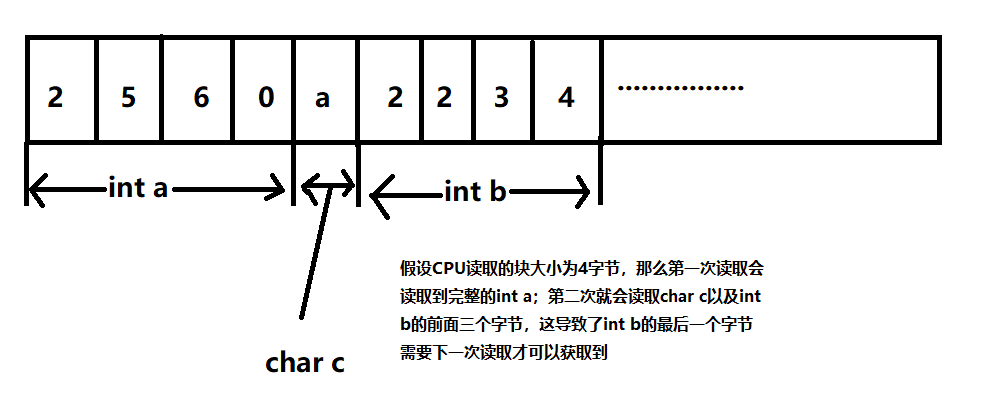 2 5 6 0 a 2 2 3 4 ................
int a
int b
char c
假设CPU读取的块大小为4字节，那么第一次读取会
读取到完整的int a；第二次就会读取char c以及int
b的前面三个字节，这导致了int b的最后一个字节
需要下一次读取才可以获取到